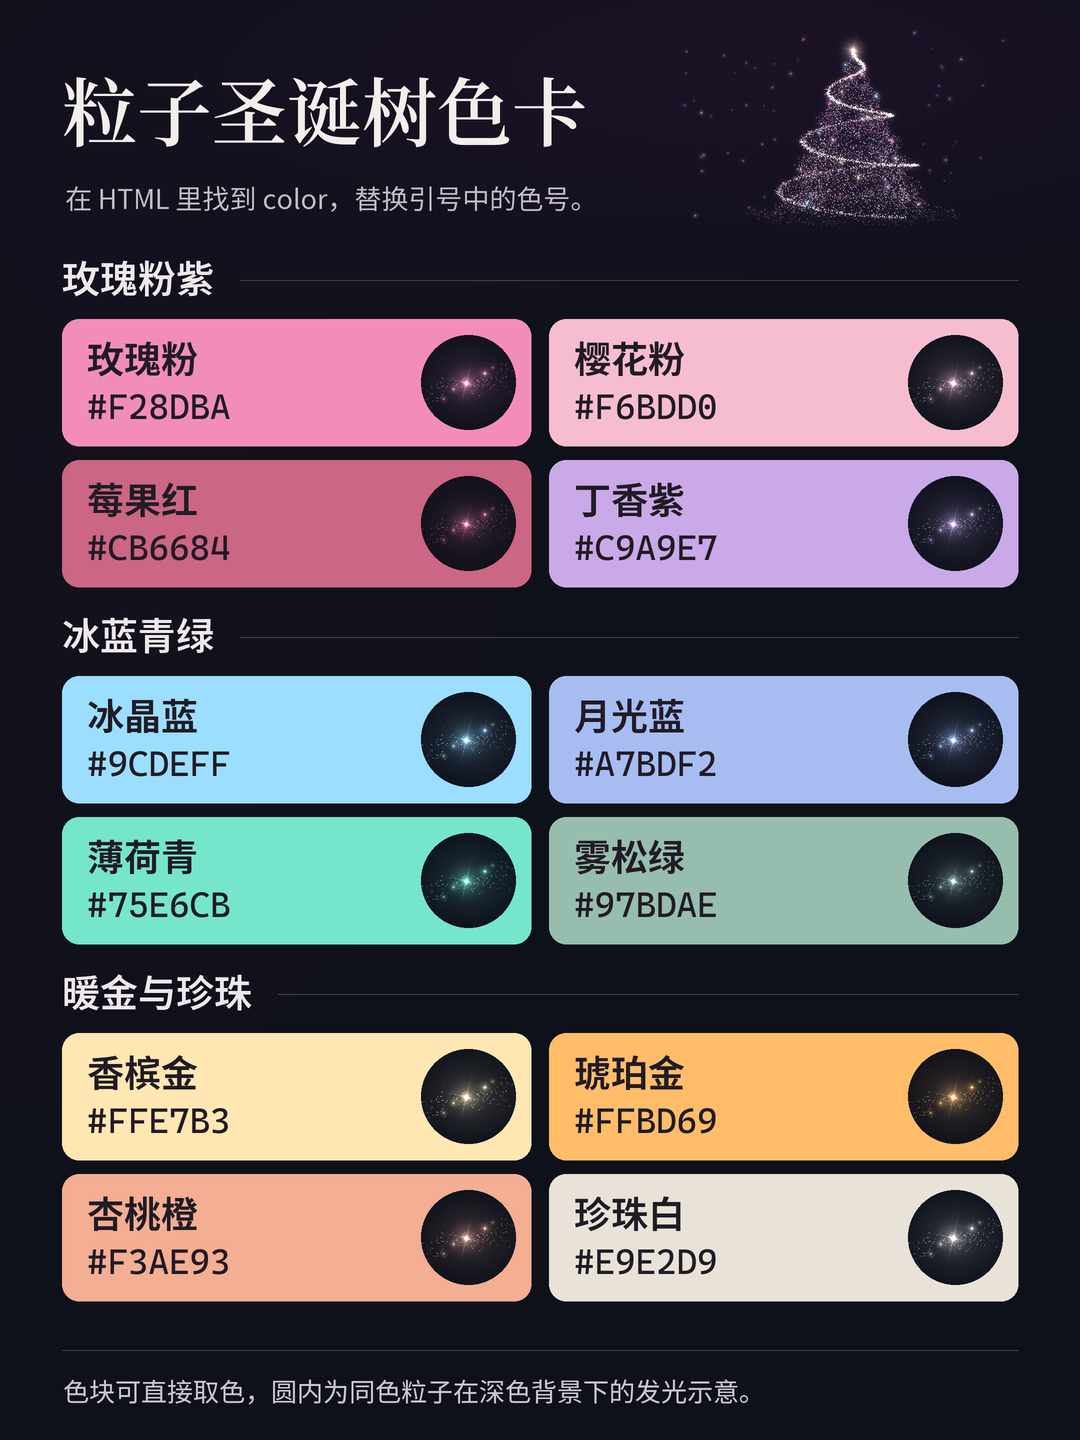 粒子圣诞树色卡
在 HTML 里找到 color，替换引号中的色号。
玫瑰粉紫
玫瑰粉
#F28DBA
樱花粉
#F6BDD0
莓果红
#CB6684
丁香紫
#C9A9E7
冰蓝青绿
冰晶蓝
#9CDEFF
月光蓝
#A7BDF2
薄荷青
#75E6CB
雾松绿
#97BDAE
暖金与珍珠
香槟金
#FFE7B3
琥珀金
#FFBD69
杏桃橙
#F3AE93
珍珠白
#E9E2D9
色块可直接取色，圆内为同色粒子在深色背景下的发光示意。